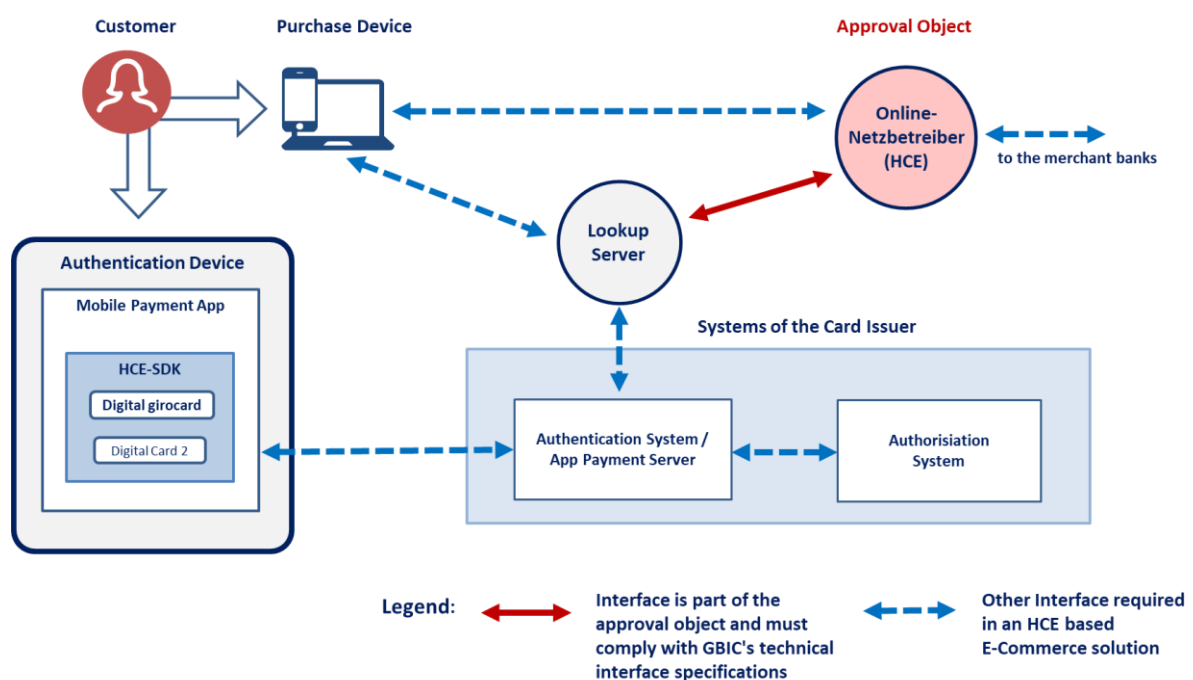 Customer
Purchase Device
Approval Object
Online-
Netzbetreiber
(HCE)
to the merchant banks
Lookup
Server
Authentication Device
Mobile Payment App
HCE-SDK
Digital girocard
Digital Card 2
Systems of the Card Issuer
Authentication System /
App Payment Server
Authorisiation
System
Legend:
Interface is part of the
approval object and must
comply with GBIC's technical
interface specifications
Other Interface required
in an HCE based
E-Commerce solution